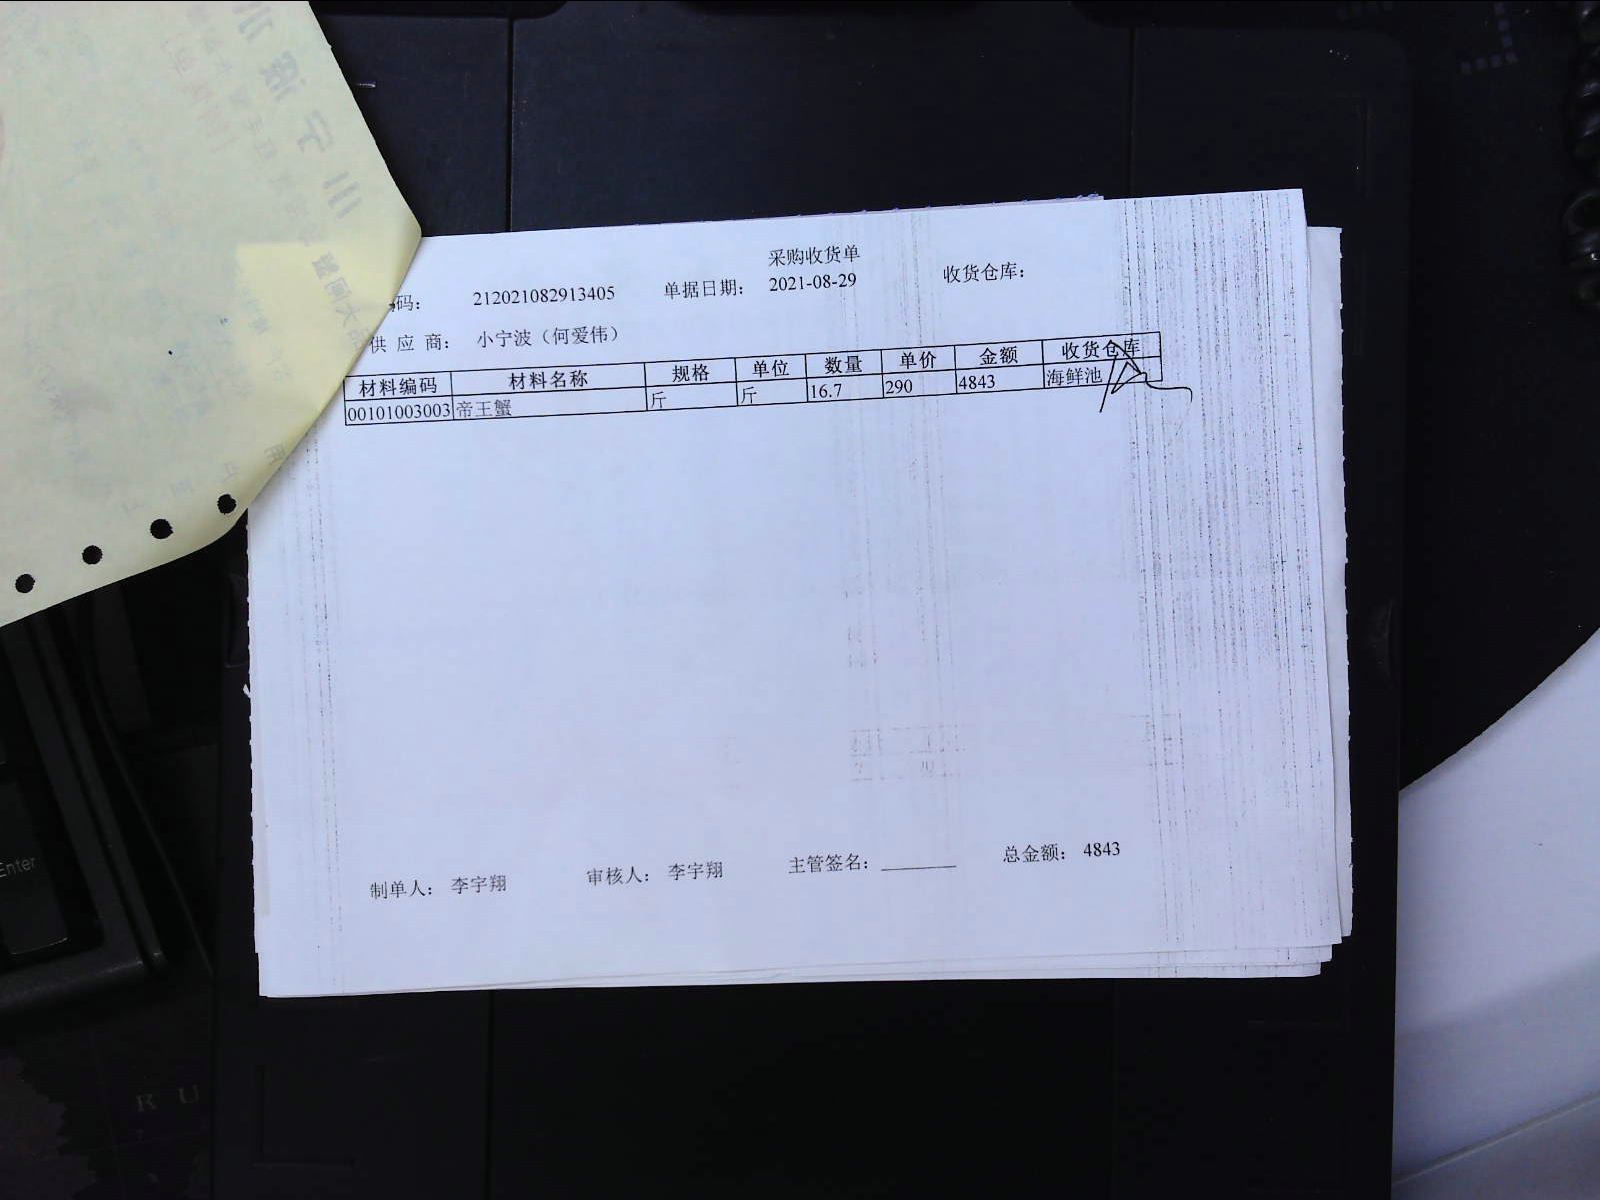 采购收货单
码： 212021082913405 单据日期： 2021-08-29 收货仓库：
供 应 商： 小宁波（何爱伟）
材料编码 材料名称 规格 单位 数量 单价 金额 收货仓库
00101003003 帝王蟹 斤 斤 16.7 290 4843 海鲜池
制单人： 李宇翔 审核人： 李宇翔 主管签名： 总金额： 4843
Enter
R U